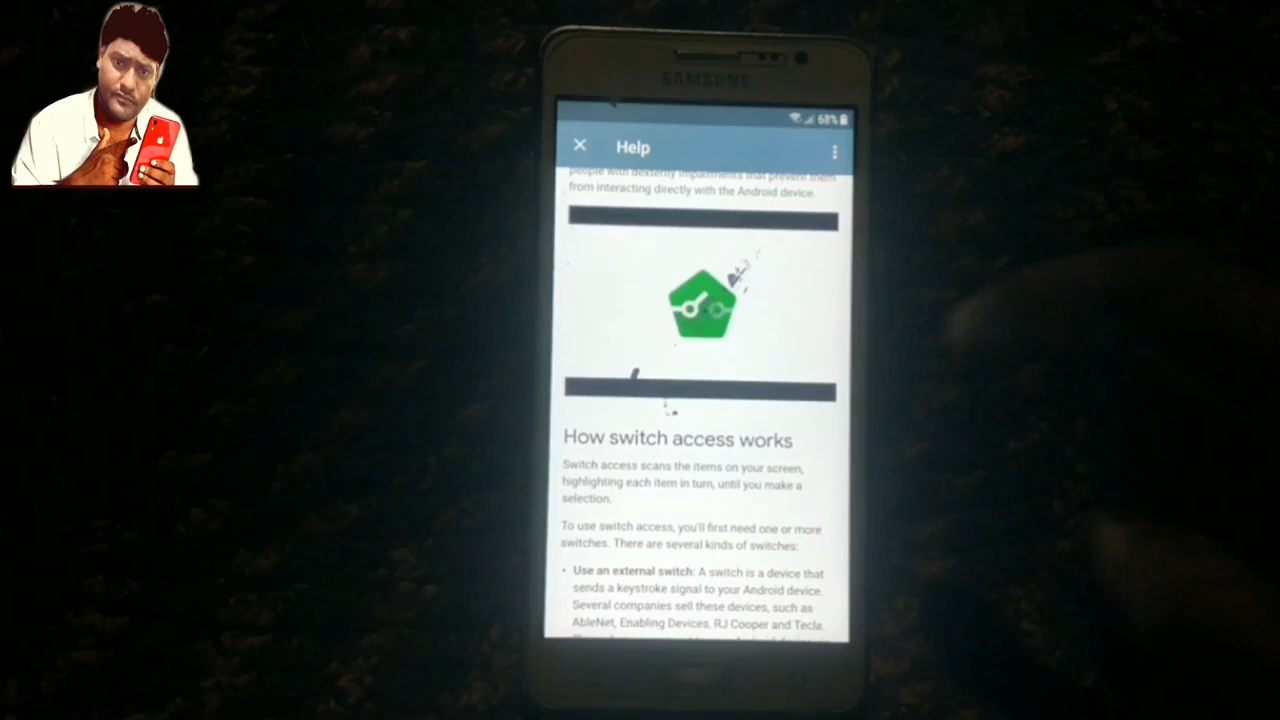 SAMSUNG
68%
Help
people with dexterity impairments that prevent them
from interacting directly with the Android device.
How switch access works
Switch access scans the items on your screen,
highlighting each item in turn, until you make a
selection.
To use switch access, you'll first need one or more
switches. There are several kinds of switches:
• Use an external switch: A switch is a device that
sends a keystroke signal to your Android device.
Several companies sell these devices, such as
AbleNet, Enabling Devices, RJ Cooper and Tecla.